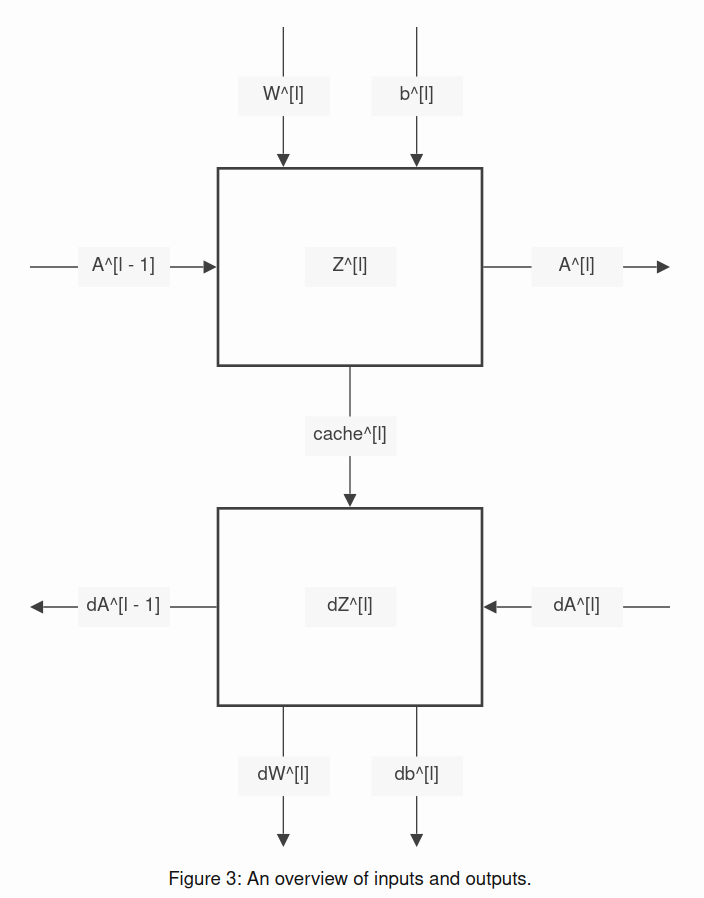 W^[l]
b^[l]
A^[l - 1]
Z^[l]
A^[l]
cache^[l]
dA^[l - 1]
dZ^[l]
dA^[l]
dW^[l]
db^[l]
Figure 3: An overview of inputs and outputs.